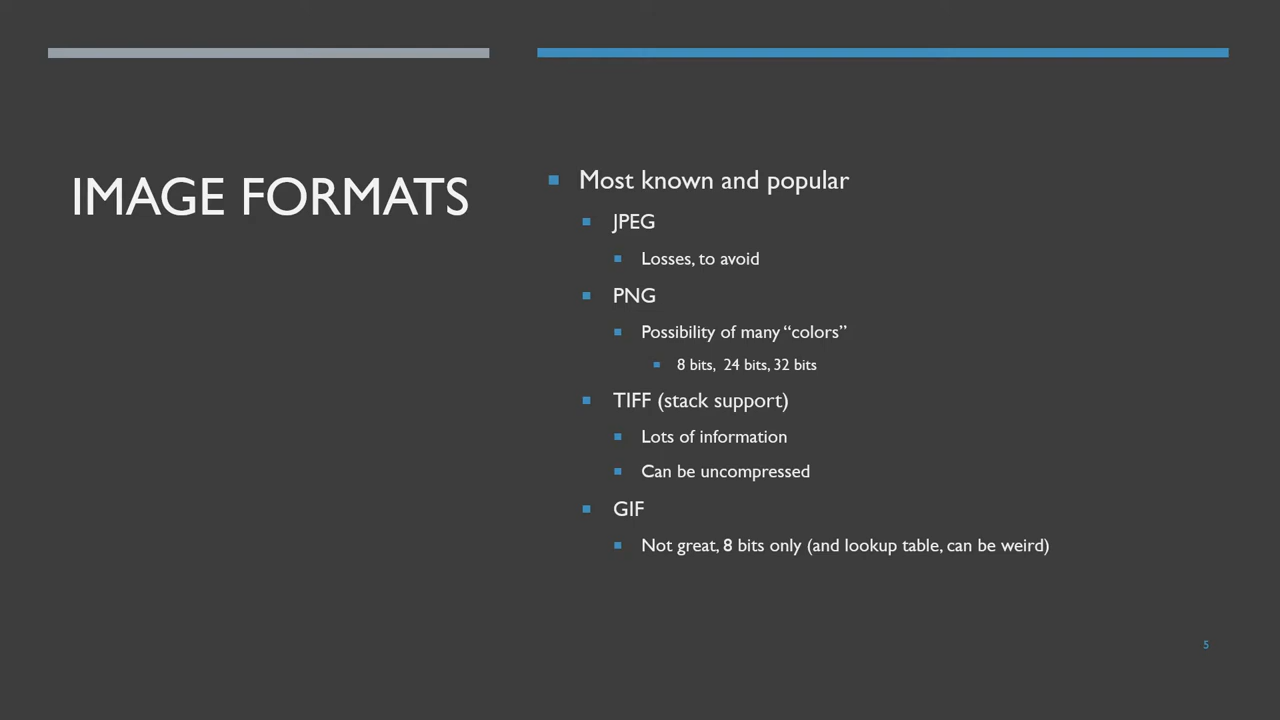 IMAGE FORMATS
Most known and popular
JPEG
Losses, to avoid
PNG
Possibility of many “colors”
8 bits, 24 bits, 32 bits
TIFF (stack support)
Lots of information
Can be uncompressed
GIF
Not great, 8 bits only (and lookup table, can be weird)
5